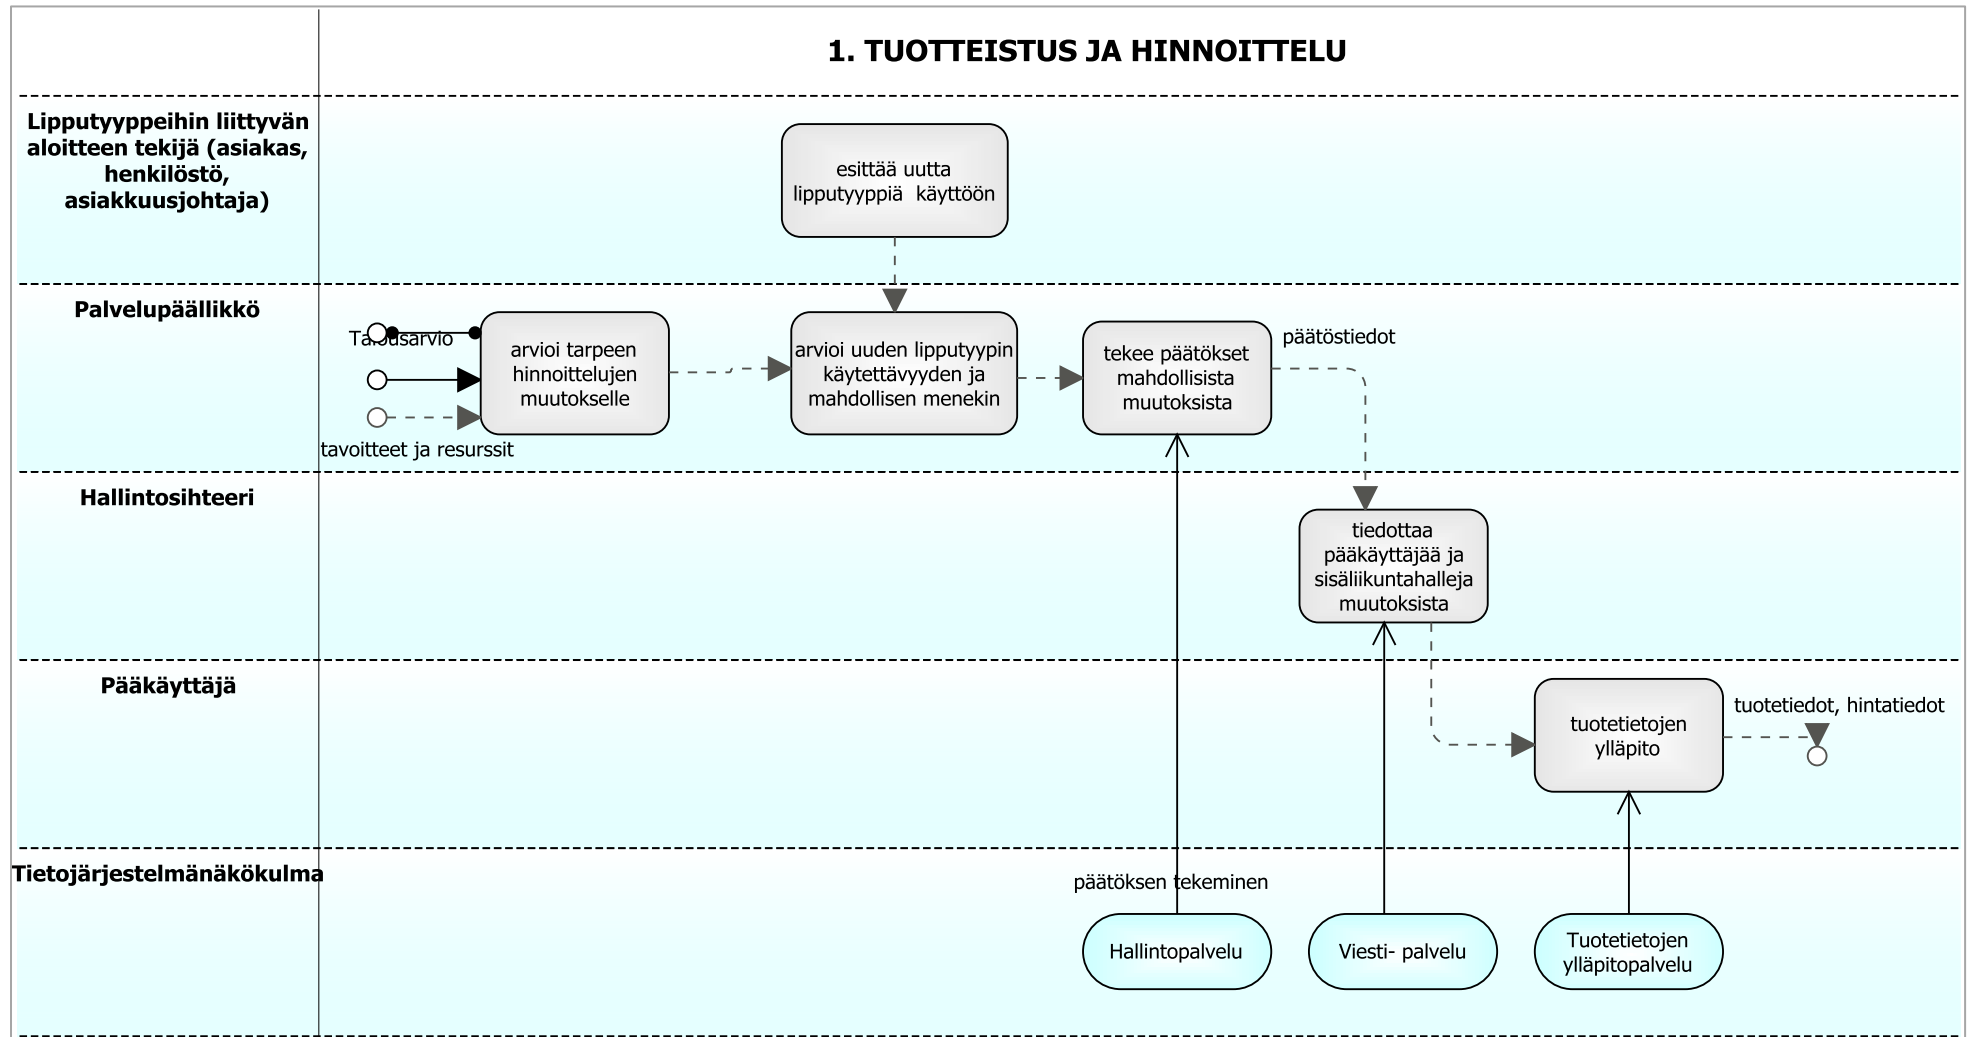 1. TUOTTEISTUS JA HINNOITTELU
Lipputyyppeihin liittyvän
aloitteen tekijä (asiakas,
henkilöstö,
asiakkuusjohtaja)
esittää uutta
lipputyyppiä  käyttöön
Palvelupäällikkö
Talousarvio
tavoitteet ja resurssit
arvioi tarpeen
hinnoittelujen
muutokselle
arvioi uuden lipputyypin
käytettävyyden ja
mahdollisen menekin
tekee päätökset
mahdollisista
muutoksista
päätöstiedot
Hallintosihteeri
tiedottaa
pääkäyttäjää ja
sisäliikuntahalleja
muutoksista
Pääkäyttäjä
tuotetietojen
ylläpito
tuotetiedot, hintatiedot
Tietojärjestelmänäkökulma
päätöksen tekeminen
Hallintopalvelu
Viesti- palvelu
Tuotetietojen
ylläpitopalvelu